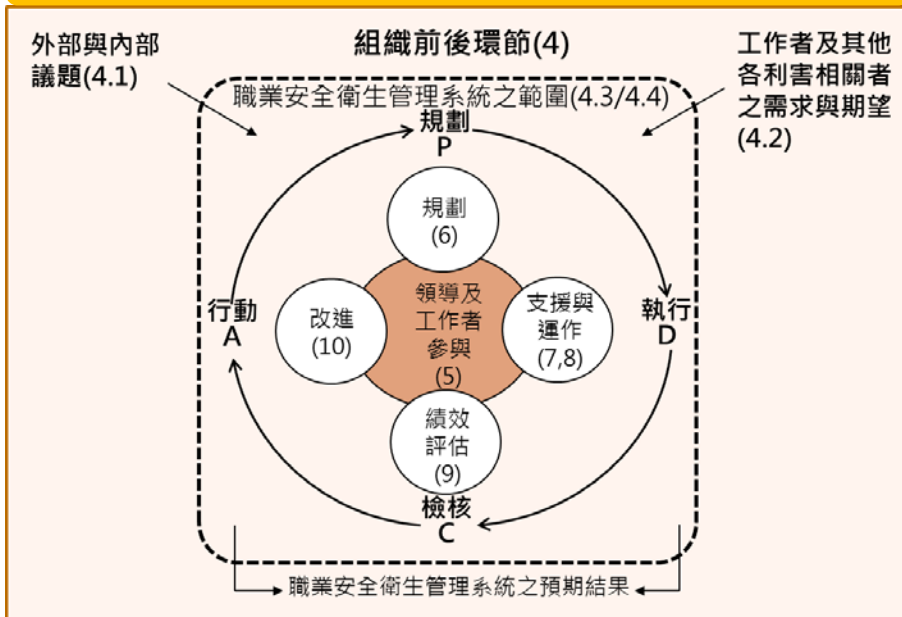 組織前後環節(4)
外部與內部
議題(4.1)
工作者及其他
各利害相關者
之需求與期望
(4.2)
職業安全衛生管理系統之範圍(4.3/4.4)
規劃
P
規劃
(6)
行動
A
改進
(10)
領導及
工作者
參與
(5)
支援與
運作
(7,8)
執行
D
績效
評估
(9)
檢核
C
職業安全衛生管理系統之預期結果